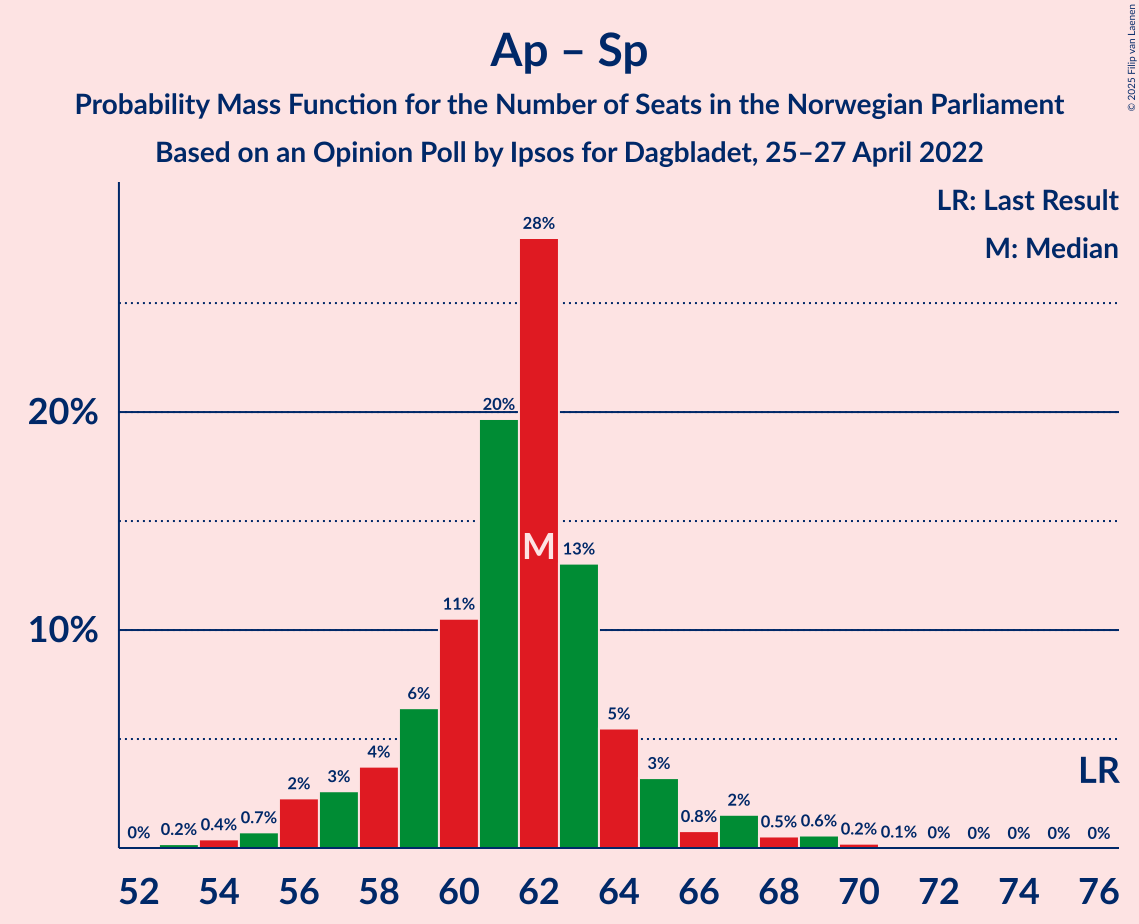 Ap – Sp
Probability Mass Function for the Number of Seats in the Norwegian Parliament
Based on an Opinion Poll by Ipsos for Dagbladet, 25–27 April 2022
© 2025 Filip van Laenen
LR: Last Result
M: Median
20%
10%
0% 0.2% 0.4% 0.7% 2% 3% 4% 6% 11% 20% 28% 13% 5% 3% 0.8% 2% 0.5% 0.6% 0.2% 0.1% 0% 0% 0% 0% 0%
M
LR
52 54 56 58 60 62 64 66 68 70 72 74 76